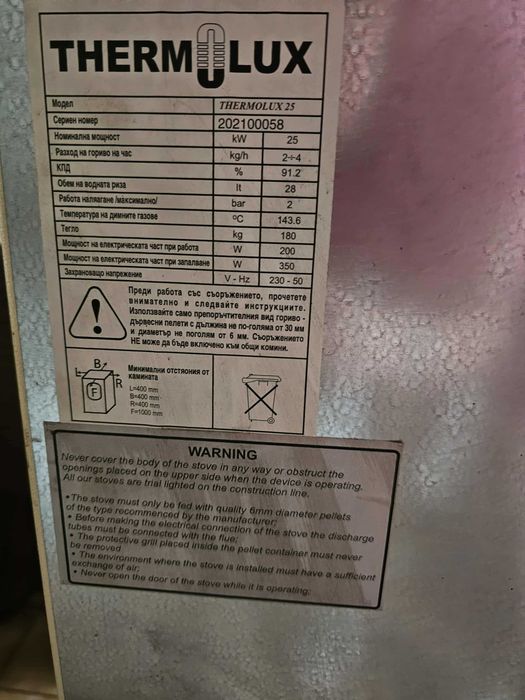 THERMOLUX
Модел THERMOLUX 25
Сериен номер 202100058
Номинална мощност kW 25
Разход на гориво на час kg/h 2÷4
КПД % 91.2
Обем на водната риза lt 28
Работна налягане /максимално/ bar 2
Температура на димните газове ºC 143.6
Тегло kg 180
Мощност на електрическата част при работа W 200
Мощност на електрическата част при запалване W 350
Захранващо напрежение V - Hz 230 - 50
Преди работа със съоръжението, прочетете
внимателно и следвайте инструкциите.
Използвайте само препоръчителния вид гориво -
дървесни пелети с дължина не по-голяма от 30 мм
и диаметър не поголям от 6 мм. Съоръжението
НЕ може да бъде включено към общи комини.
B
L
R
F
Минимални отстояния от
камината
L=400 mm
B=400 mm
R=400 mm
F=1000 mm
WARNING
Never cover the body of the stove in any way or obstruct the
openings placed on the upper side when the device is operating.
All our stoves are trial lighted on the construction line.
• The stove must only be fed with quality 6mm diameter pellets
of the type recommenced by the manufacturer;
• Before making the electrical connection of the stove the discharge
tubes must be connected with the flue;
• The protective grill placed inside the pellet container must never
be removed
• The environment where the stove is installed must have a sufficient
exchange of air;
• Never open the door of the stove while it is operating;